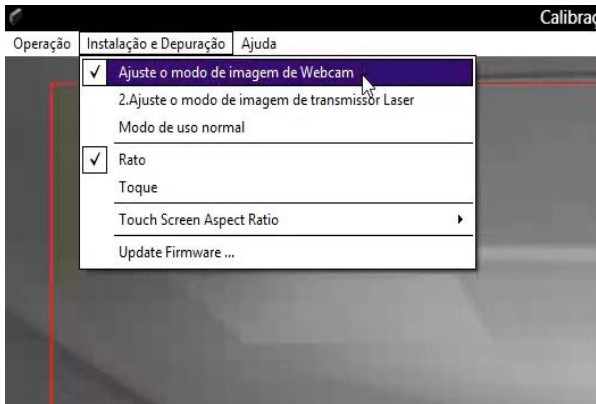 Calibraç
Operação Instalação e Depuração Ajuda
Ajuste o modo de imagem de Webcam
2.Ajuste o modo de imagem de transmissor Laser
Modo de uso normal
Rato
Toque
Touch Screen Aspect Ratio
Update Firmware ...